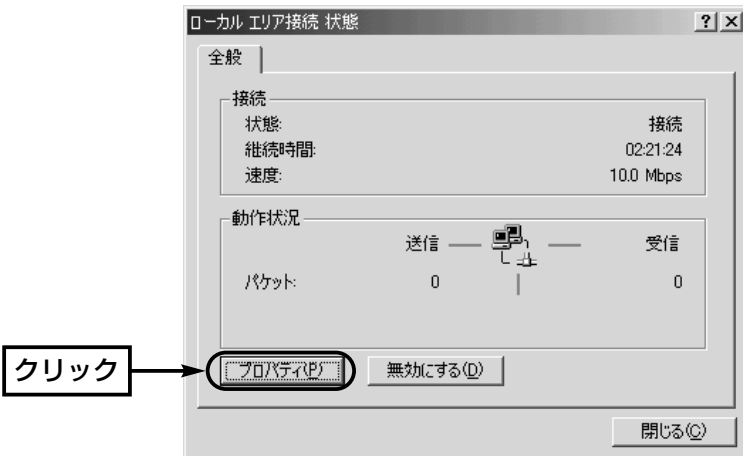 ローカル エリア接続 状態
全般
接続
状態: 接続
継続時間: 02:21:24
速度: 10.0 Mbps
動作状況
送信 受信
パケット: 0 0
クリック
プロパティ(P) 無効にする(D)
閉じる(C)